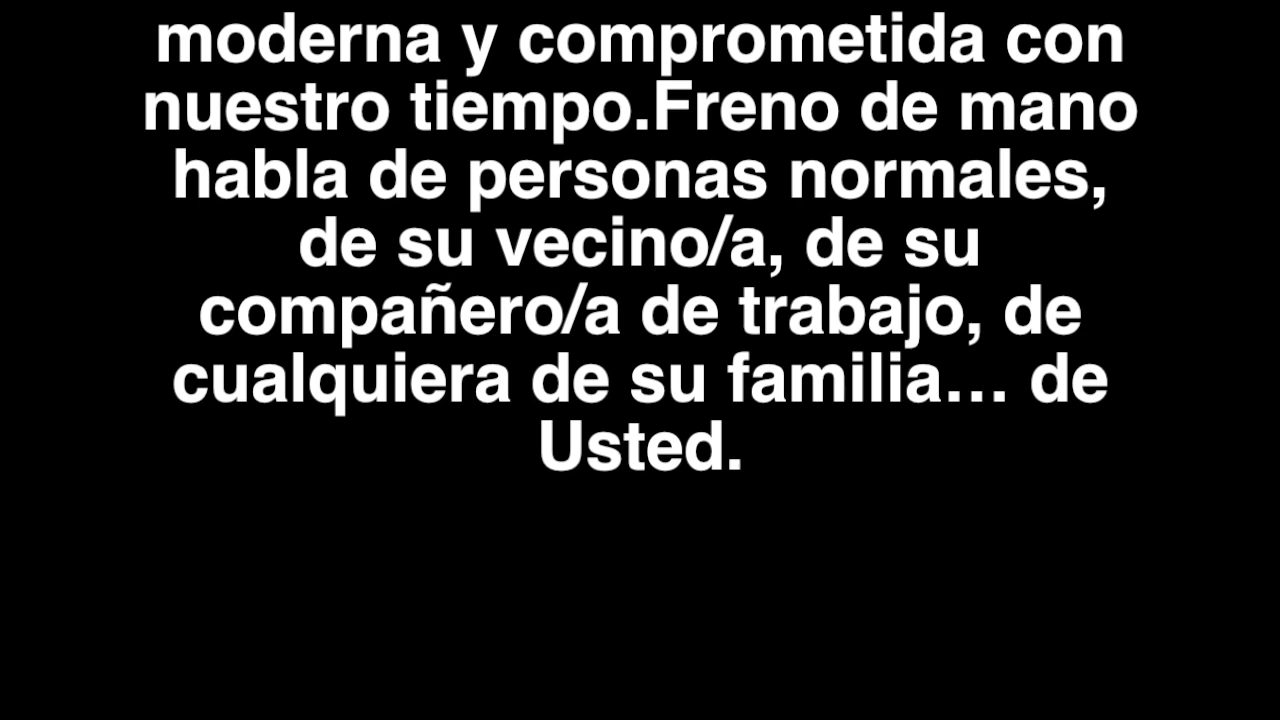 moderna y comprometida con
nuestro tiempo.Freno de mano
habla de personas normales,
de su vecino/a, de su
compañero/a de trabajo, de
cualquiera de su familia… de
Usted.